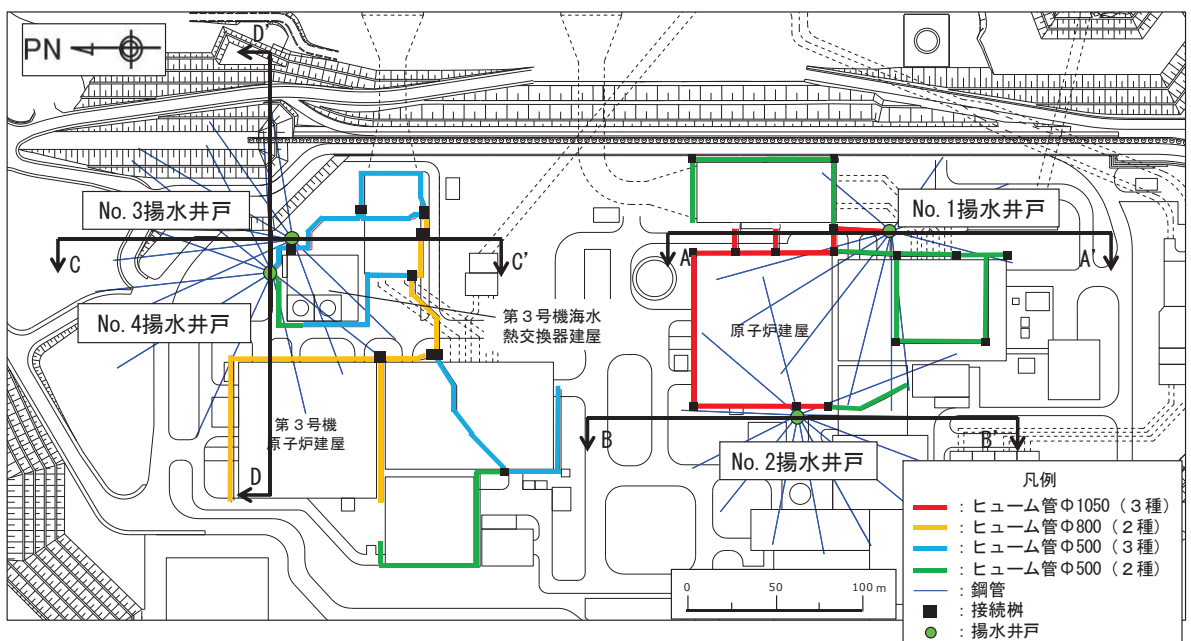 PN
D'
No. 3揚水井戸
No. 1揚水井戸
C
C'
A
A'
No. 4揚水井戸
第3号機海水
熱交換器建屋
原子炉建屋
第3号機
原子炉建屋
D
B
B'
No. 2揚水井戸
凡例
：ヒューム管Φ1050（3種）
：ヒューム管Φ800（2種）
：ヒューム管Φ500（3種）
：ヒューム管Φ500（2種）
：鋼管
：接続桝
：揚水井戸
0 50 100 m